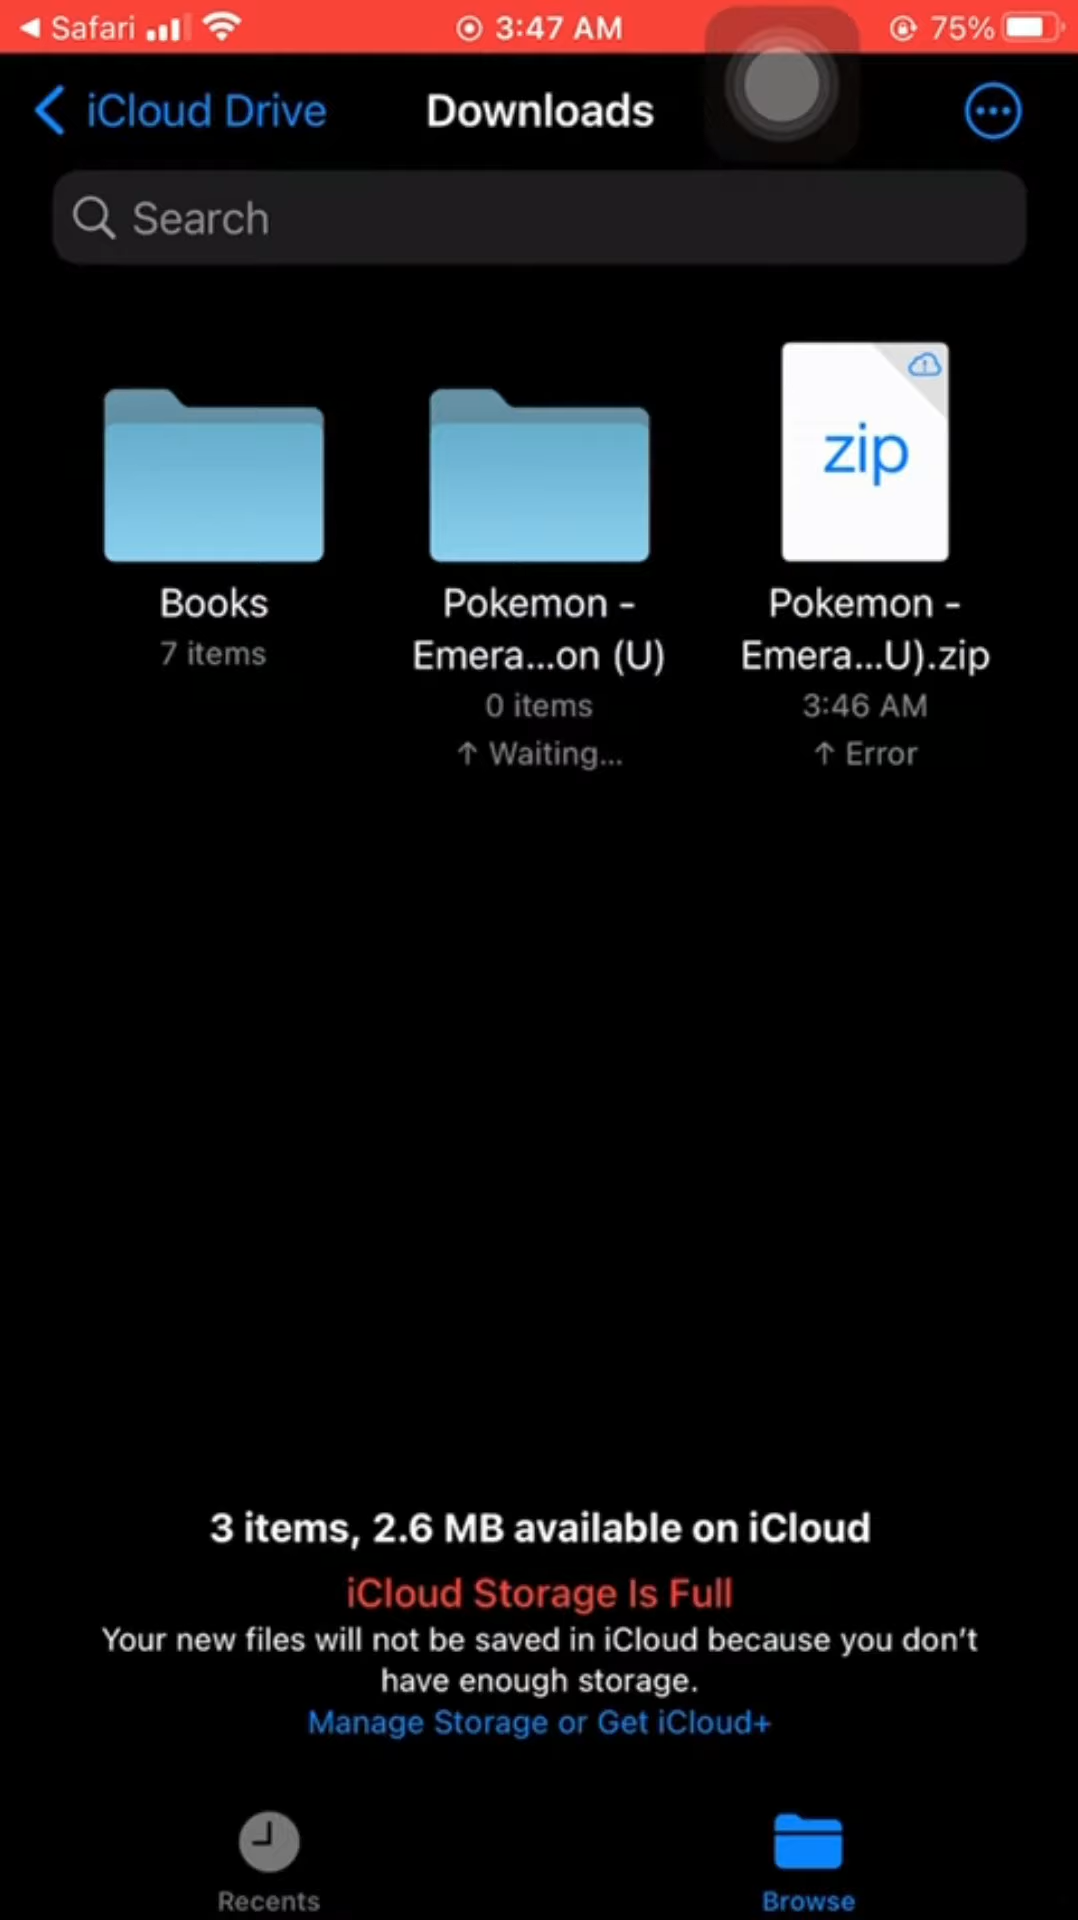 Safari
3:47 AM
75%
iCloud Drive
Downloads
Search
zip
Books
7 items
Pokemon -
Emera...on (U)
0 items
↑ Waiting...
Pokemon -
Emera...U).zip
3:46 AM
↑ Error
3 items, 2.6 MB available on iCloud
iCloud Storage Is Full
Your new files will not be saved in iCloud because you don't
have enough storage.
Manage Storage or Get iCloud+
Recents
Browse